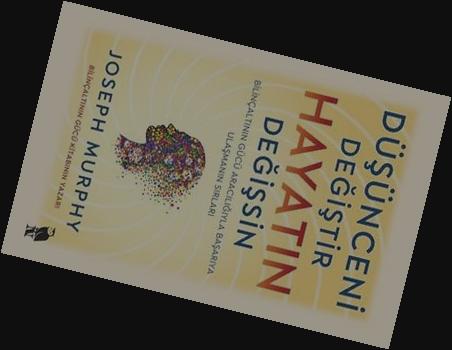 DÜŞÜNCENİ
DEĞİŞTİR
HAYATIN
DEĞİŞSİN
BİLİNÇALTININ GÜCÜ ARACILIĞIYLA BAŞARIYA
ULAŞMANIN SIRLARI
JOSEPH MURPHY
BİLİNÇALTININ GÜCÜ KİTABININ YAZARI